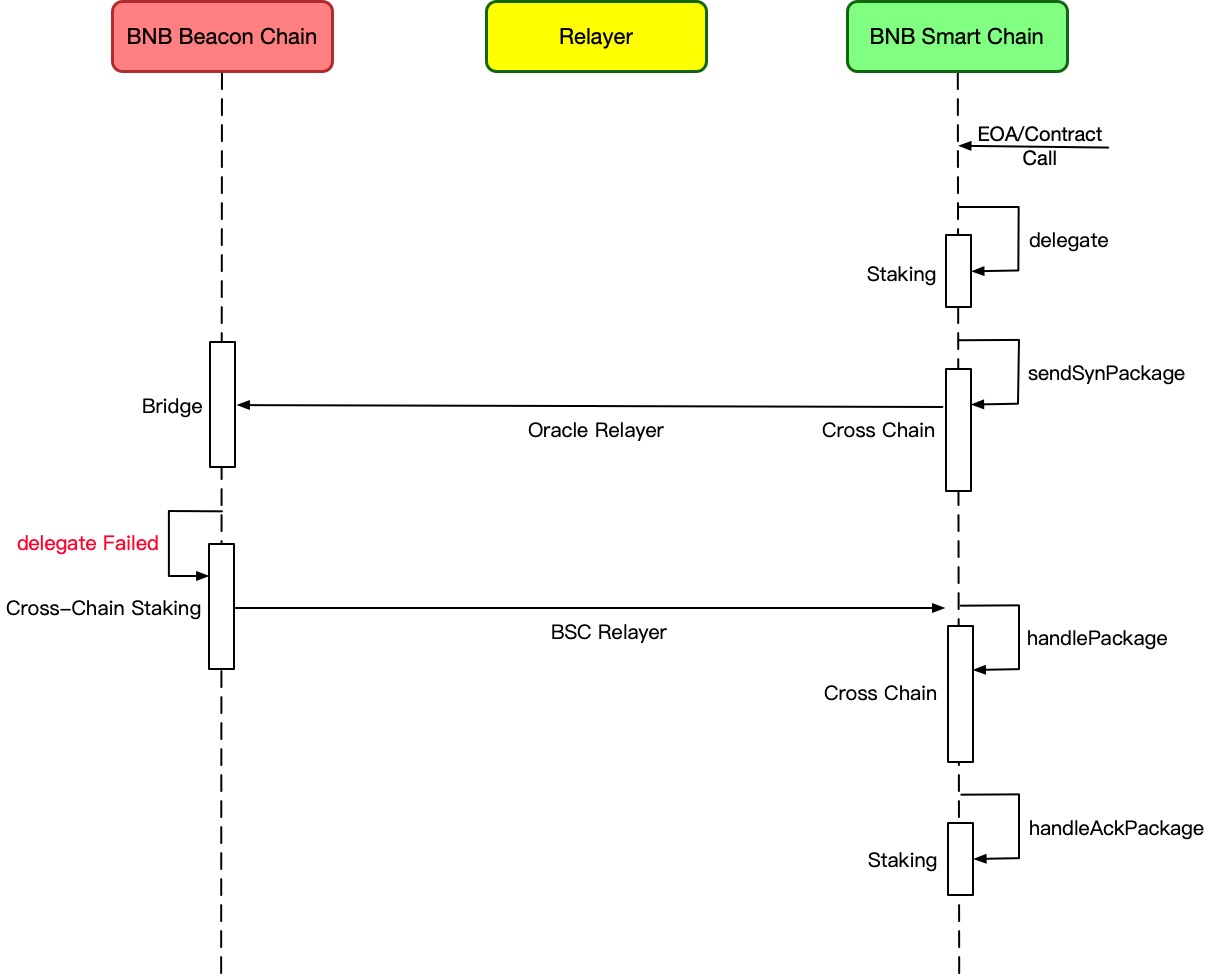 BNB Beacon Chain
Relayer
BNB Smart Chain
EOA/Contract
Call
delegate
Staking
sendSynPackage
Bridge
Oracle Relayer
Cross Chain
delegate Failed
Cross-Chain Staking
BSC Relayer
handlePackage
Cross Chain
handleAckPackage
Staking